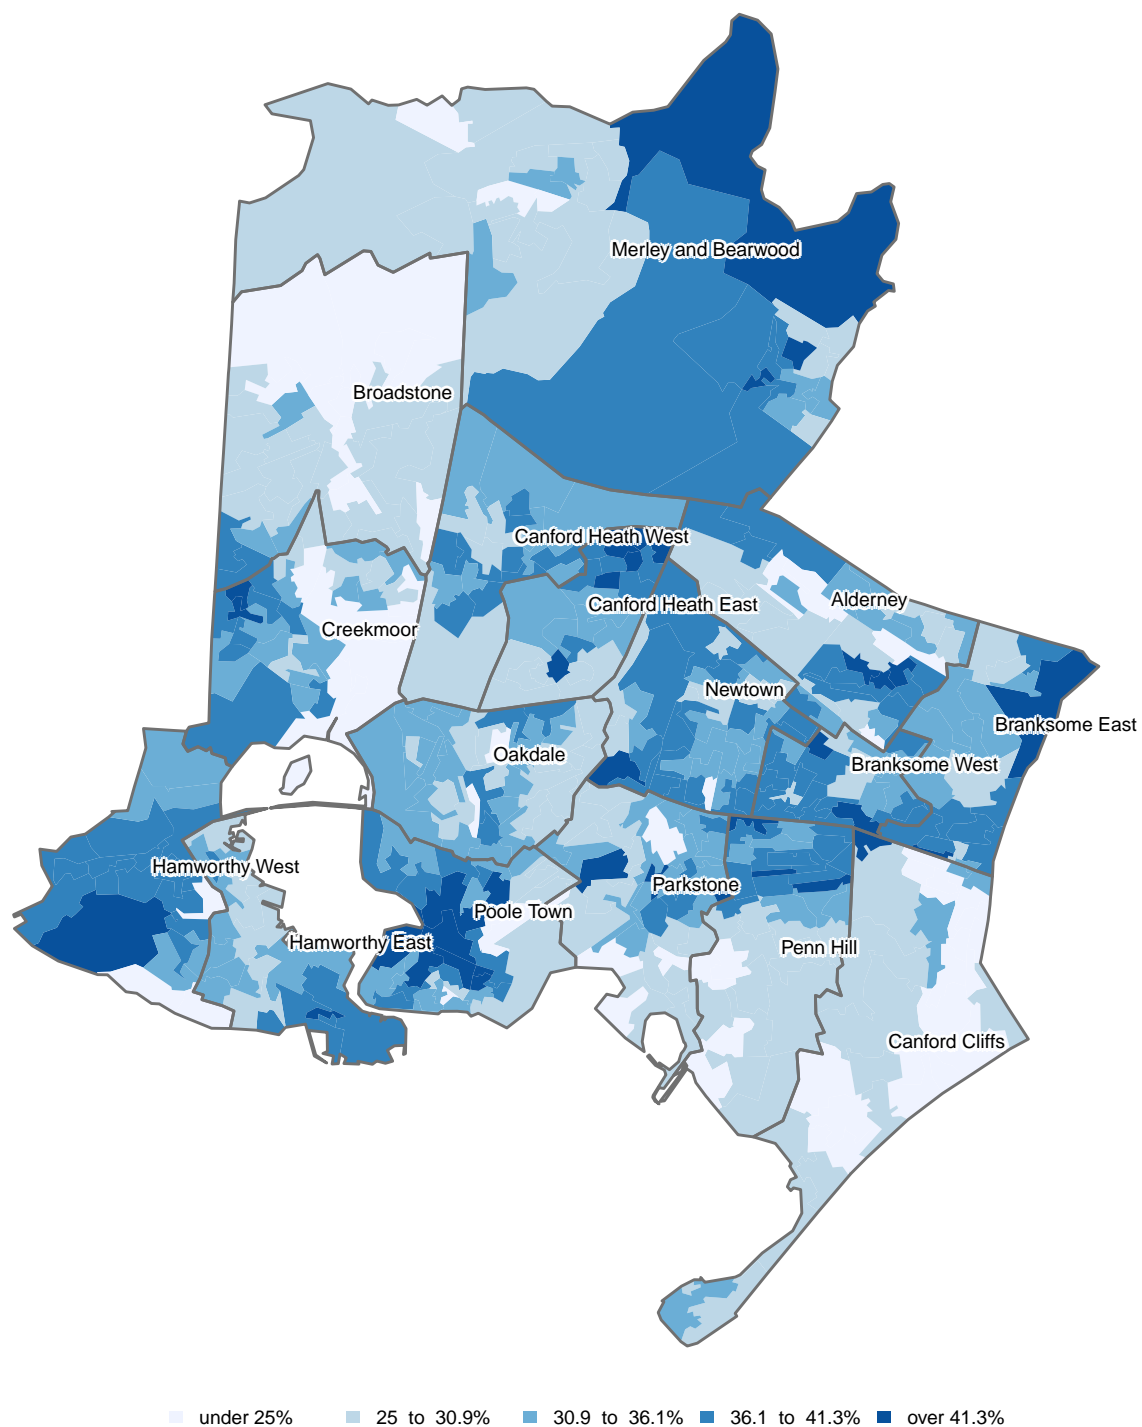 Merley and Bearwood
Broadstone
Canford Heath West
Alderney
Canford Heath East
Creekmoor
Newtown
Branksome East
Oakdale
Branksome West
Hamworthy West
Parkstone
Poole Town
Hamworthy East
Penn Hill
Canford Cliffs
under 25% 25 to 30.9% 30.9 to 36.1% 36.1 to 41.3% over 41.3%